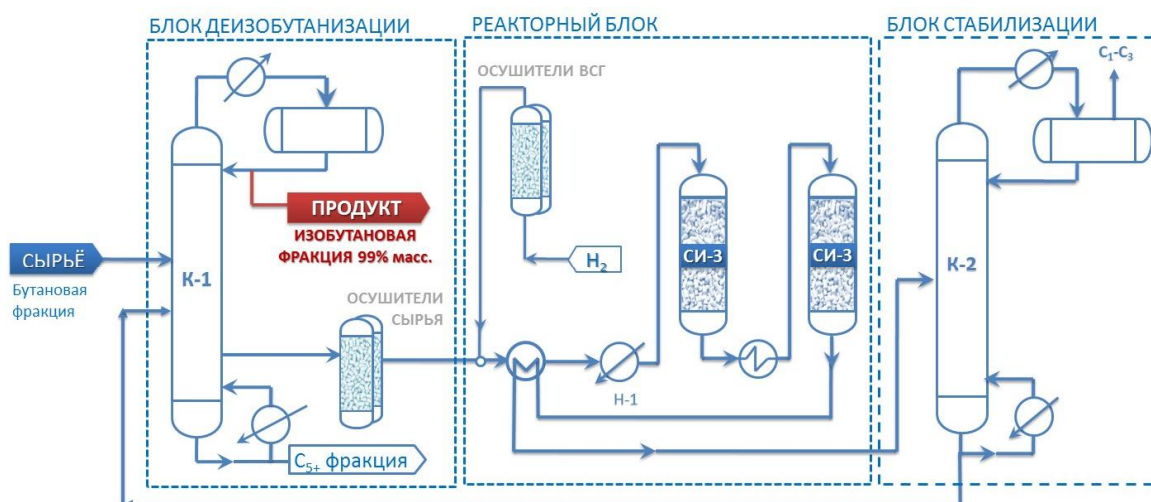 БЛОК ДЕИЗОБУТАНИЗАЦИИ
РЕАКТОРНЫЙ БЛОК
БЛОК СТАБИЛИЗАЦИИ
СЫРЬЁ
Бутановая
фракция
К-1
ПРОДУКТ
ИЗОБУТАНОВАЯ
ФРАКЦИЯ 99% масс.
ОСУШИТЕЛИ
СЫРЬЯ
C₅₊ фракция
ОСУШИТЕЛИ ВСГ
H₂
Н-1
СИ-3
СИ-3
К-2
C₁-C₃